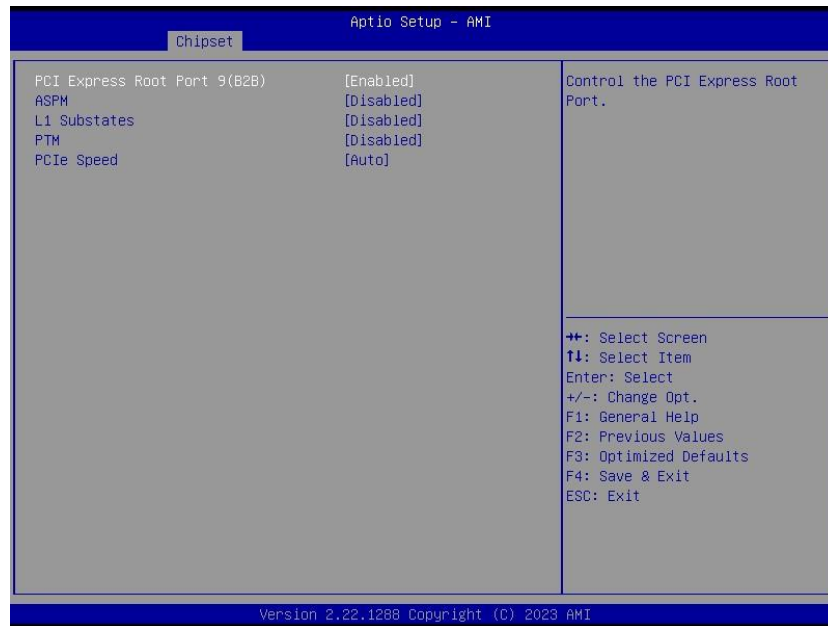 Aptio Setup – AMI
Chipset
PCI Express Root Port 9(B2B) [Enabled]
ASPM [Disabled]
L1 Substates [Disabled]
PTM [Disabled]
PCIe Speed [Auto]
Control the PCI Express Root
Port.
→←: Select Screen
↑↓: Select Item
Enter: Select
+/-: Change Opt.
F1: General Help
F2: Previous Values
F3: Optimized Defaults
F4: Save & Exit
ESC: Exit
Version 2.22.1288 Copyright (C) 2023 AMI